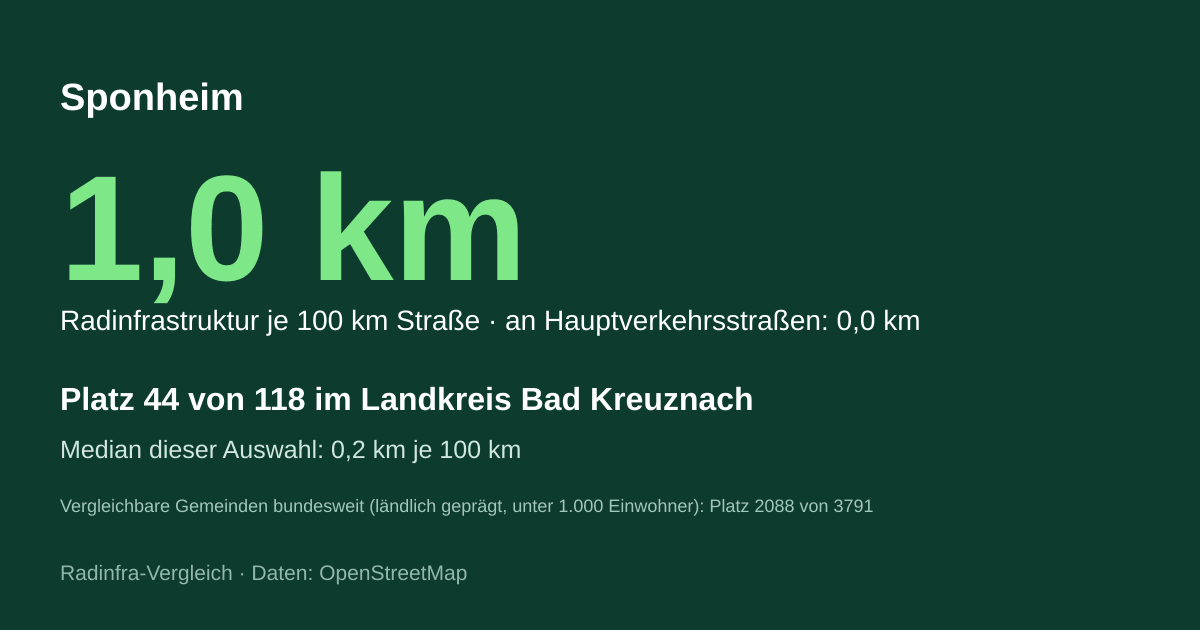 Sponheim
1,0 km
Radinfrastruktur je 100 km Straße · an Hauptverkehrsstraßen: 0,0 km
Platz 44 von 118 im Landkreis Bad Kreuznach
Median dieser Auswahl: 0,2 km je 100 km
Vergleichbare Gemeinden bundesweit (ländlich geprägt, unter 1.000 Einwohner): Platz 2088 von 3791
Radinfra-Vergleich · Daten: OpenStreetMap